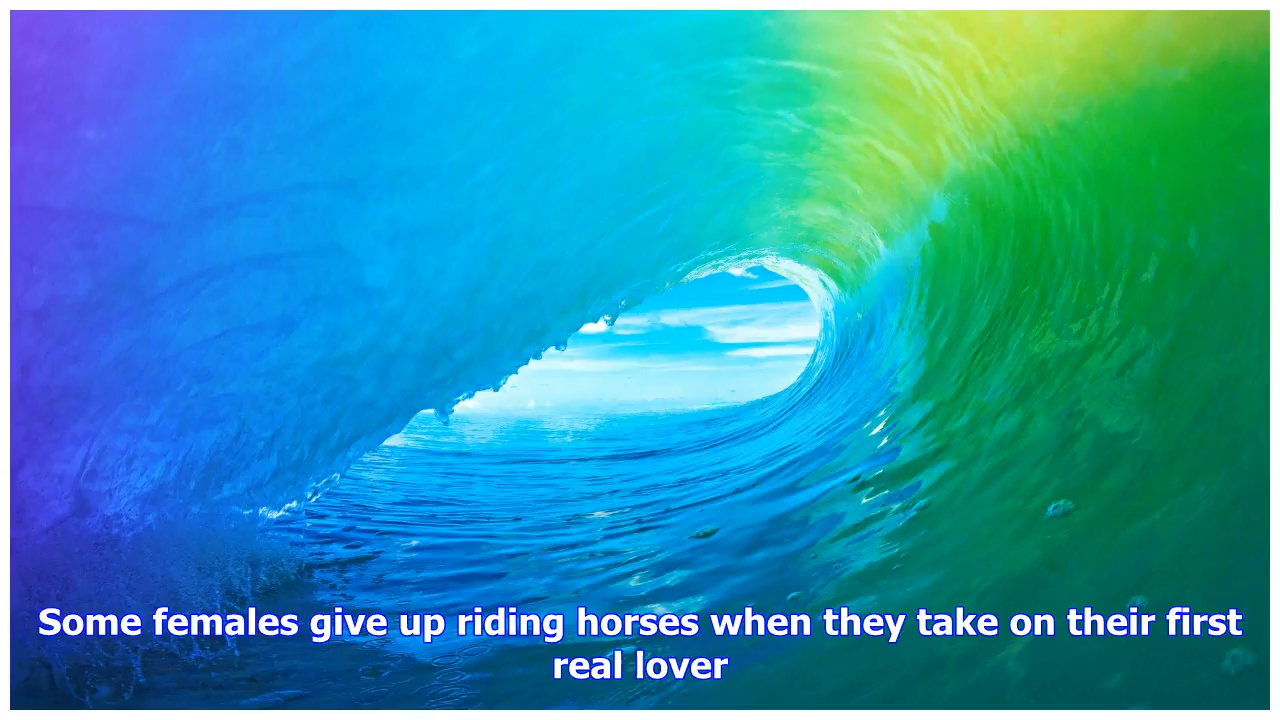 Some females give up riding horses when they take on their first
real lover